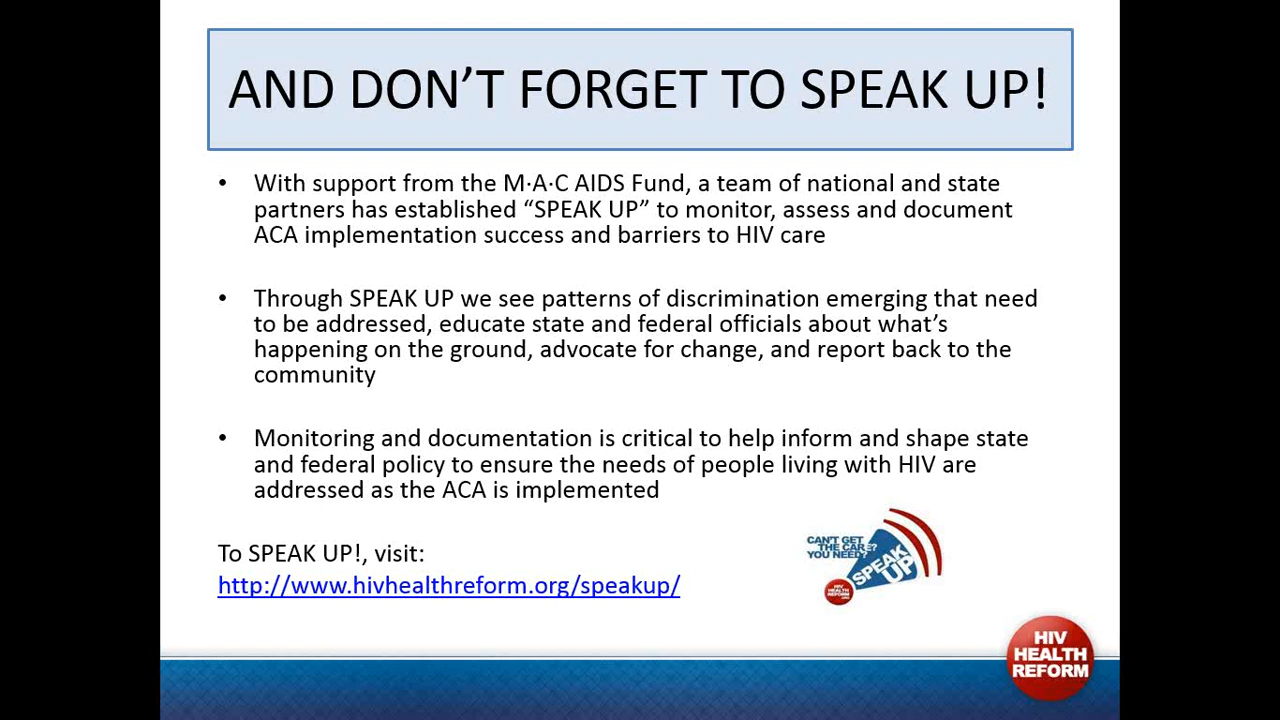 AND DON'T FORGET TO SPEAK UP!
• With support from the M·A·C AIDS Fund, a team of national and state
partners has established “SPEAK UP” to monitor, assess and document
ACA implementation success and barriers to HIV care
• Through SPEAK UP we see patterns of discrimination emerging that need
to be addressed, educate state and federal officials about what’s
happening on the ground, advocate for change, and report back to the
community
• Monitoring and documentation is critical to help inform and shape state
and federal policy to ensure the needs of people living with HIV are
addressed as the ACA is implemented
To SPEAK UP!, visit:
http://www.hivhealthreform.org/speakup/
CAN'T GET
THE CARE?
YOU NEED?
SPEAK
UP
HIV
HEALTH
REFORM
.ORG
HIV
HEALTH
REFORM